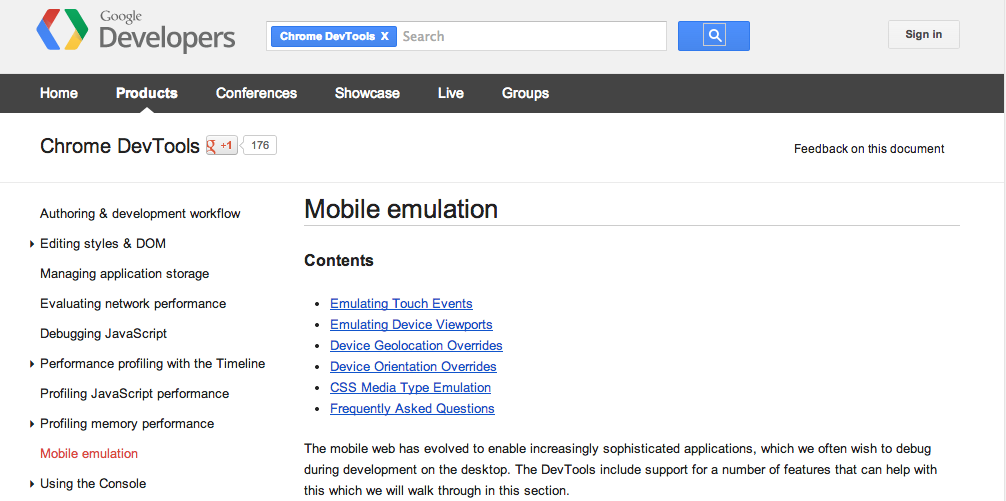 Google
Developers
Chrome DevTools X Search
Sign in
Home Products Conferences Showcase Live Groups
Chrome DevTools +1 176
Feedback on this document
Authoring & development workflow
Editing styles & DOM
Managing application storage
Evaluating network performance
Debugging JavaScript
Performance profiling with the Timeline
Profiling JavaScript performance
Profiling memory performance
Mobile emulation
Using the Console
Mobile emulation
Contents
Emulating Touch Events
Emulating Device Viewports
Device Geolocation Overrides
Device Orientation Overrides
CSS Media Type Emulation
Frequently Asked Questions
The mobile web has evolved to enable increasingly sophisticated applications, which we often wish to debug
during development on the desktop. The DevTools include support for a number of features that can help with
this which we will walk through in this section.